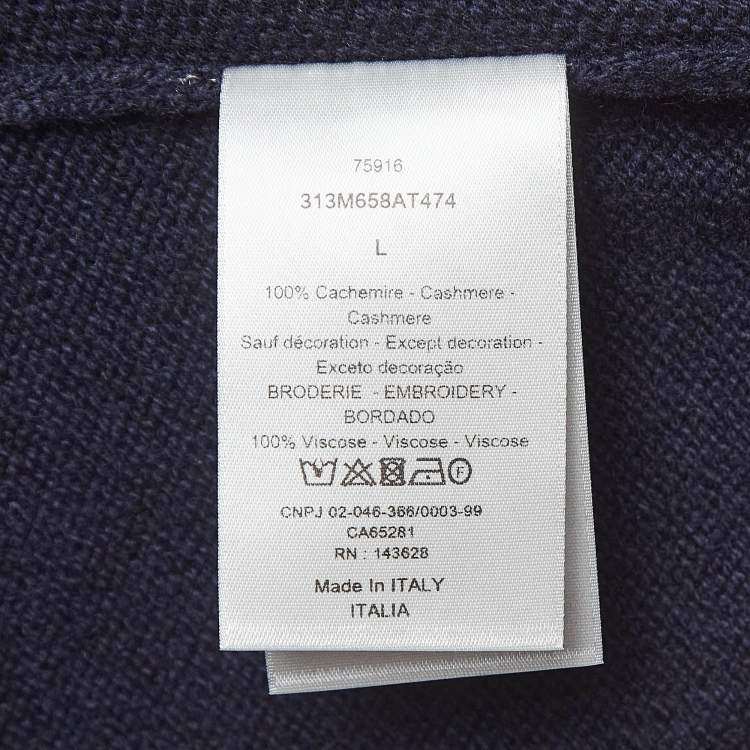 75916
313M658AT474
L
100% Cachemire - Cashmere -
Cashmere
Sauf décoration - Except decoration -
Exceto decoração
BRODERIE - EMBROIDERY -
BORDADO
100% Viscose - Viscose - Viscose
F
CNPJ 02-046-366/0003-99
CA65281
RN : 143628
Made In ITALY
ITALIA